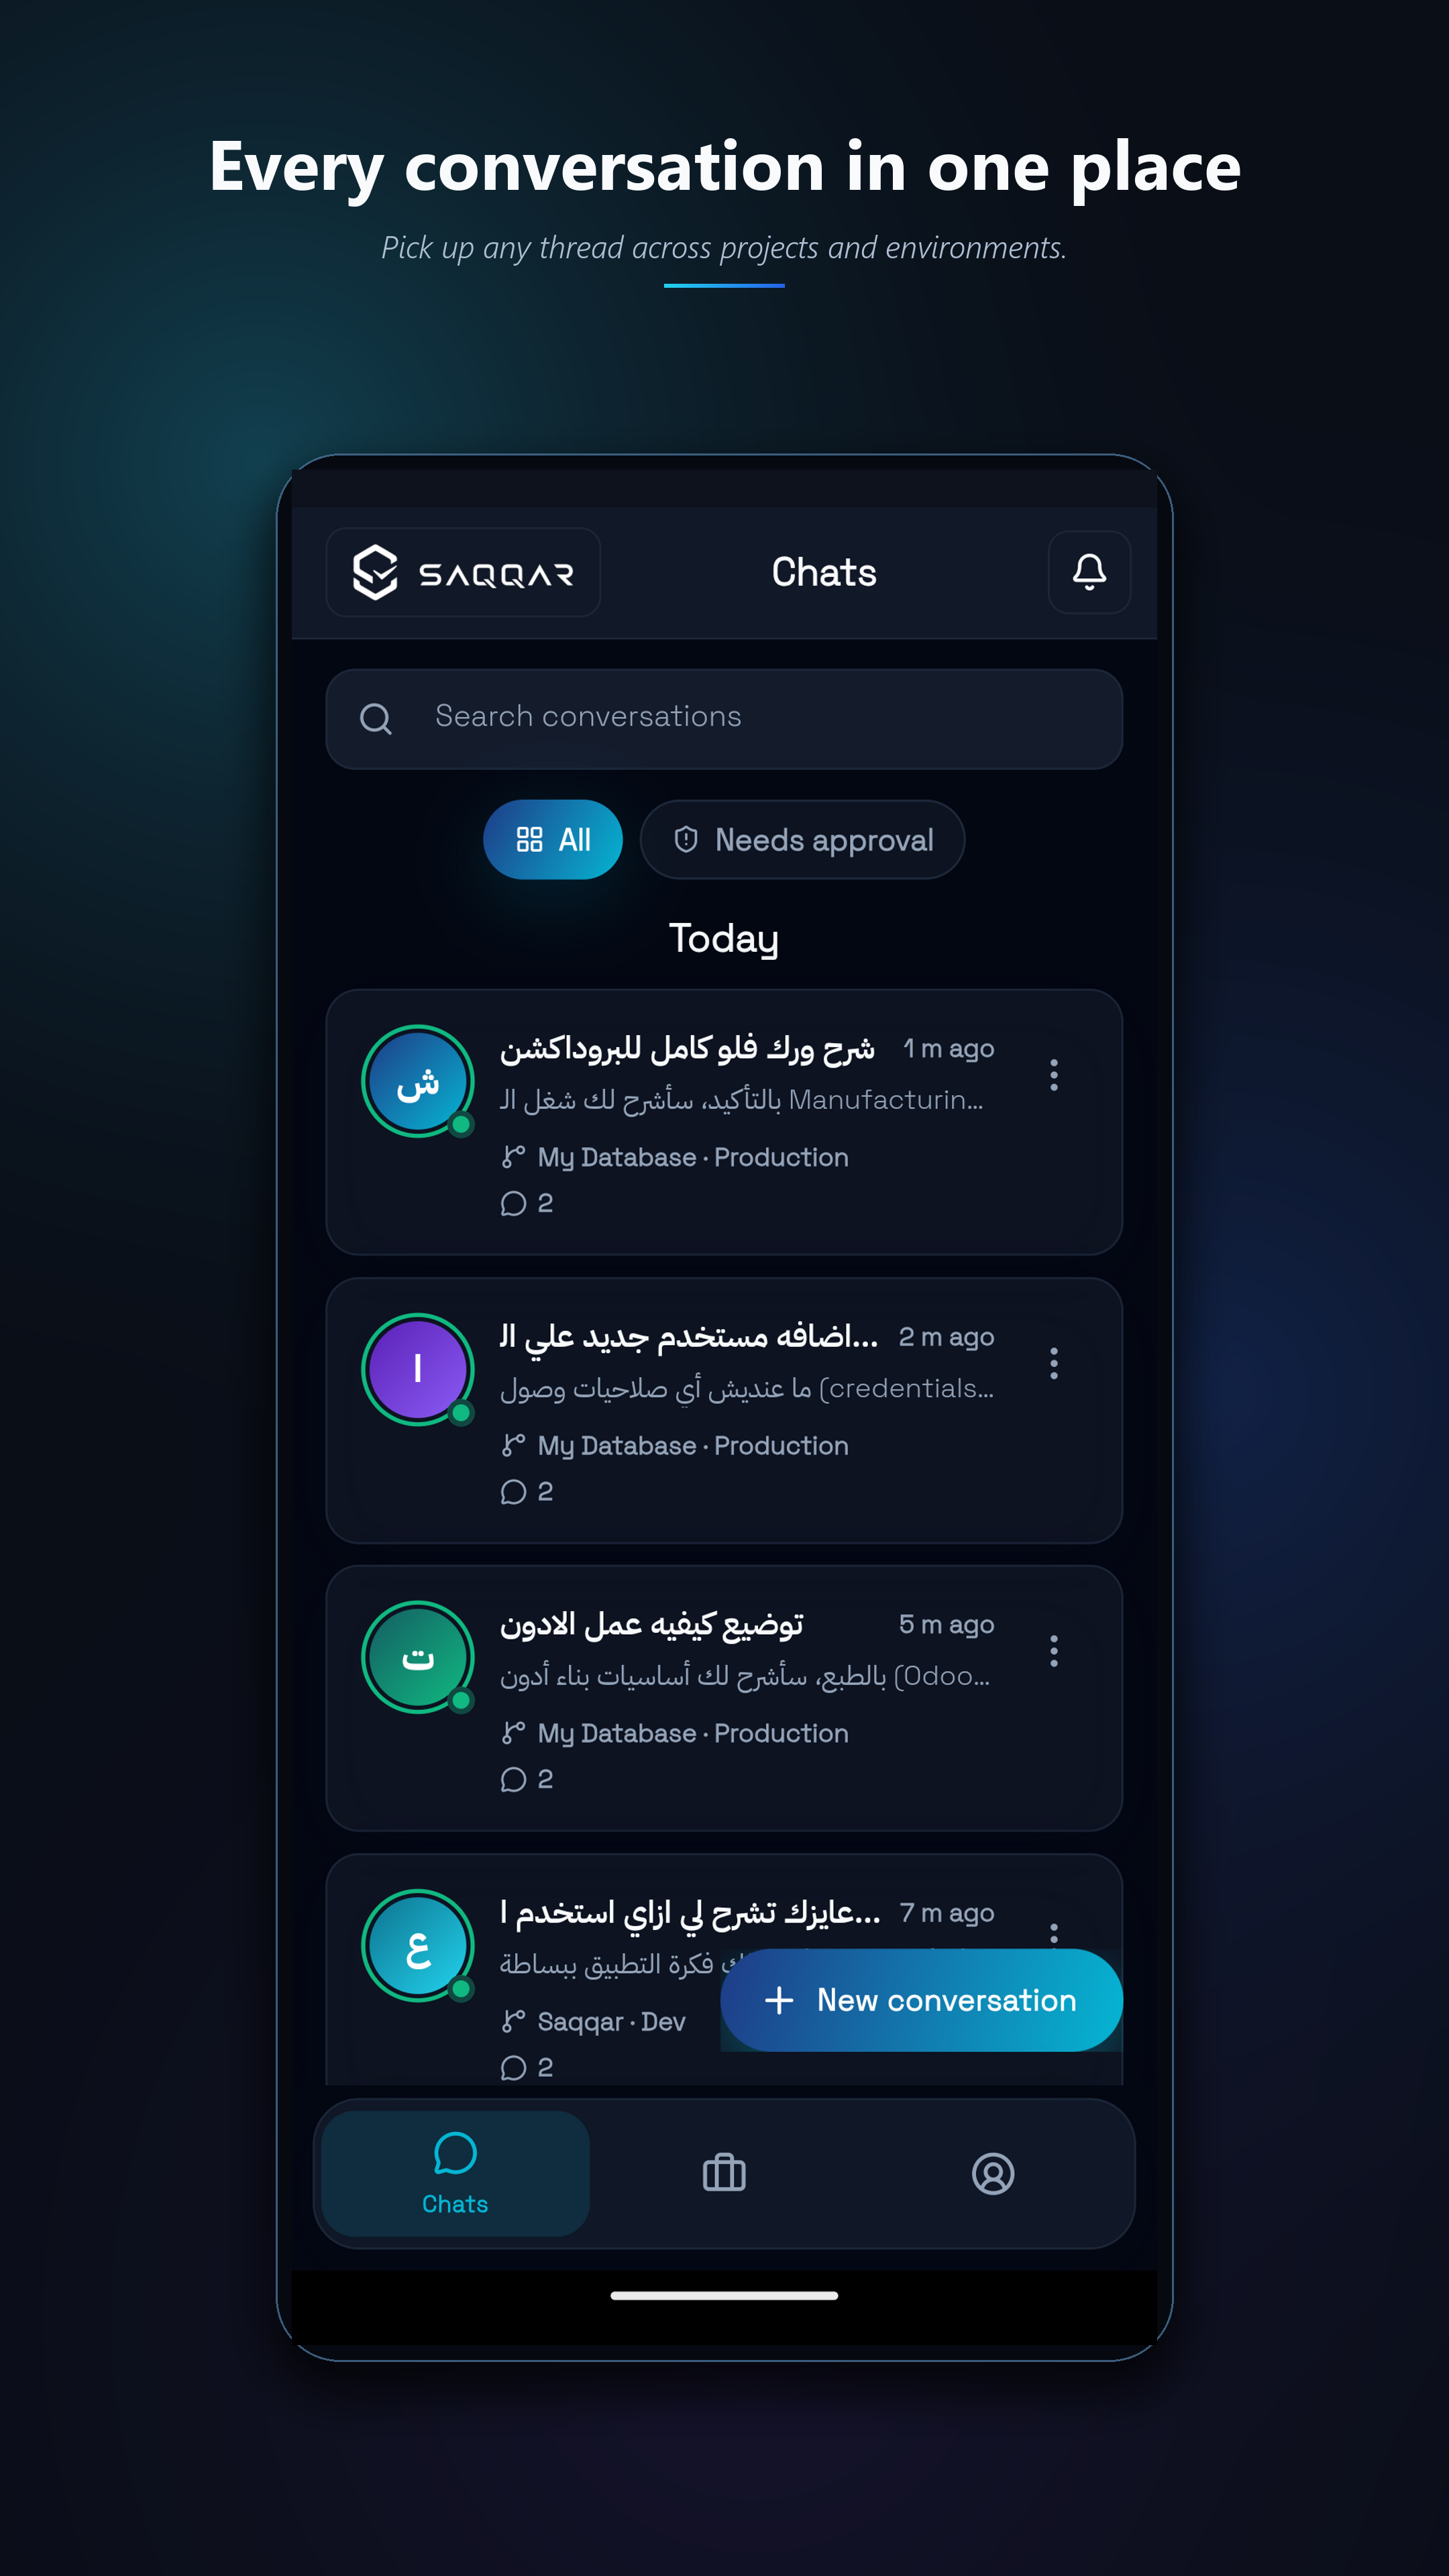 Every conversation in one place
Pick up any thread across projects and environments.
SAQQAR
Chats
Search conversations
All
Needs approval
Today
ش
شرح ورك فلو كامل للبروداكشن
1 m ago
بالتأكيد، سأشرح لك شغل الـ Manufacturin...
My Database · Production
2
ا
اضافه مستخدم جديد علي ال...
2 m ago
ما عنديش أي صلاحيات وصول (credentials...
My Database · Production
2
ت
توضيع كيفيه عمل الادون
5 m ago
بالطبع، سأشرح لك أساسيات بناء أدون (Odoo...
My Database · Production
2
ع
عايزك تشرح لي ازاي استخدم ا...
7 m ago
فكرة التطبيق ببساطة
Saqqar · Dev
2
New conversation
Chats